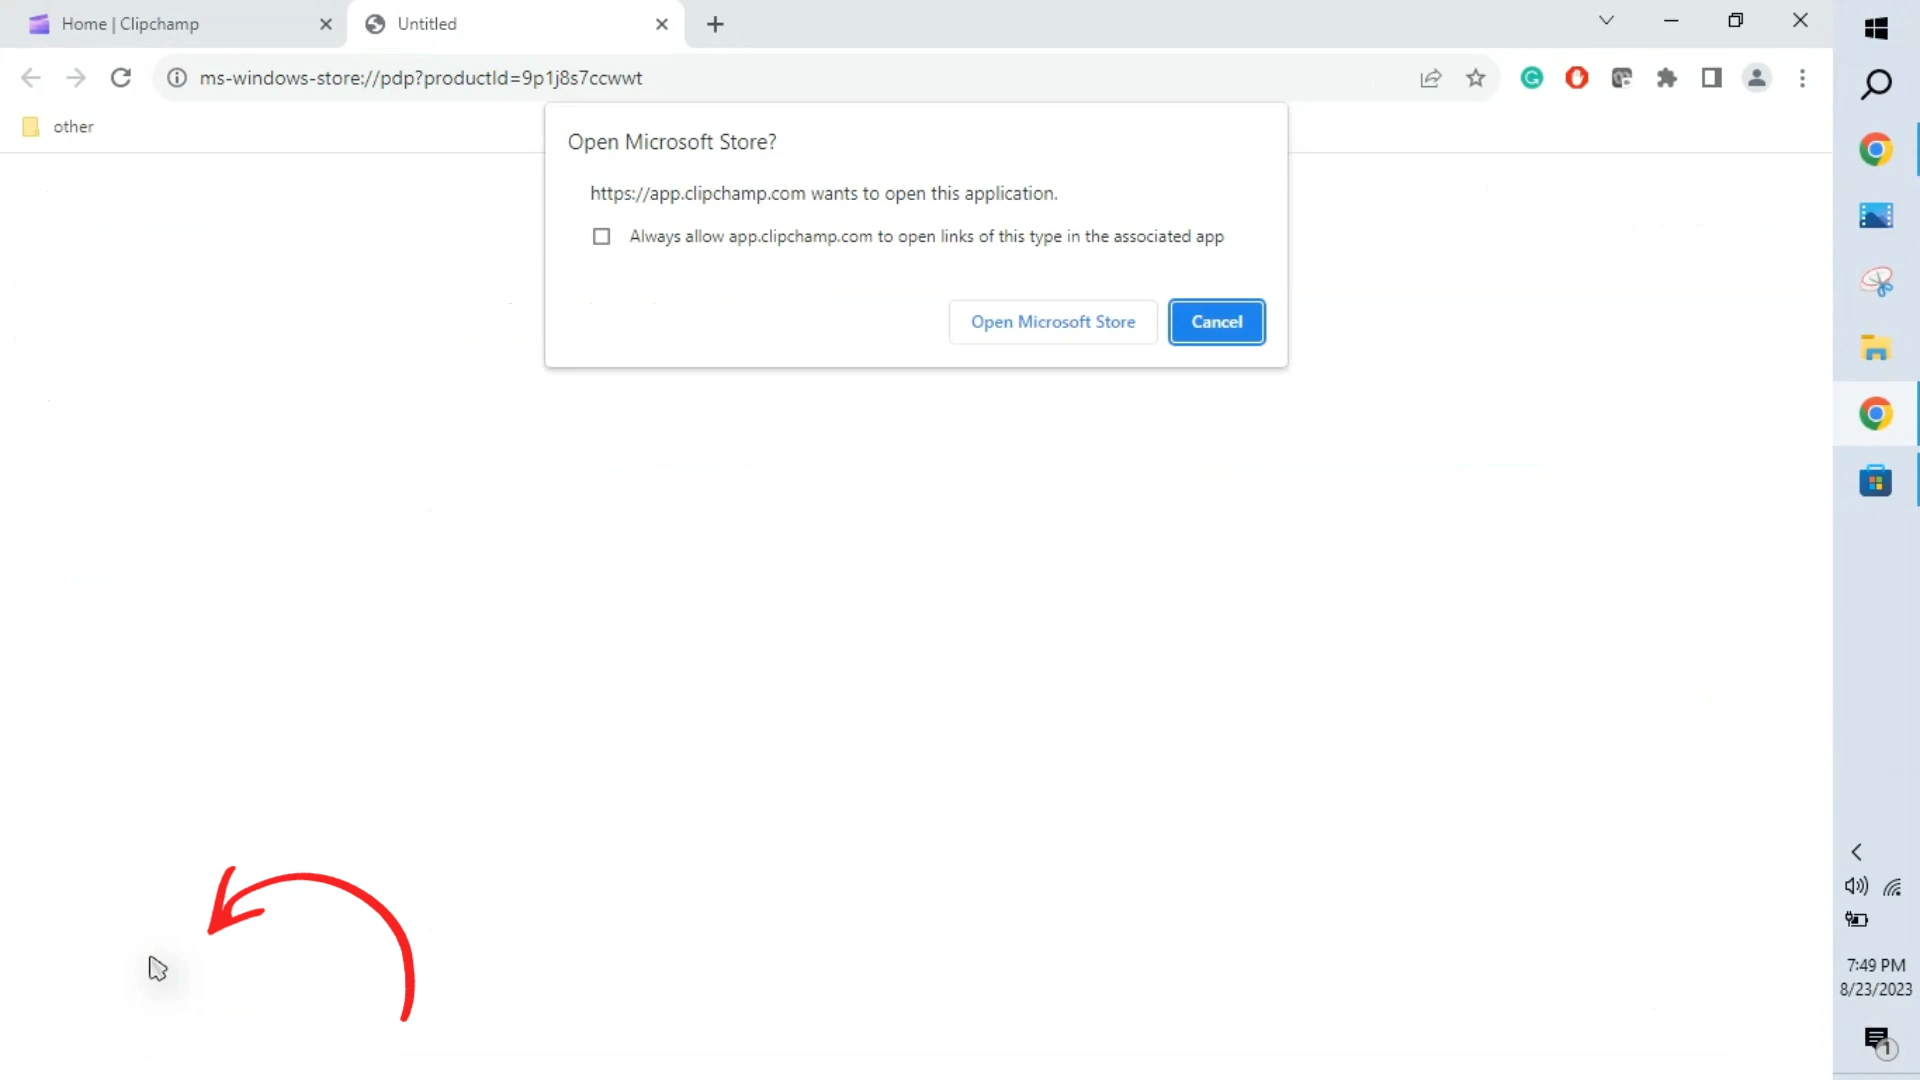 Home | Clipchamp
Untitled
ms-windows-store://pdp?productId=9p1j8s7ccwwt
other
Open Microsoft Store?
https://app.clipchamp.com wants to open this application.
Always allow app.clipchamp.com to open links of this type in the associated app
Open Microsoft Store
Cancel
7:49 PM
8/23/2023
1